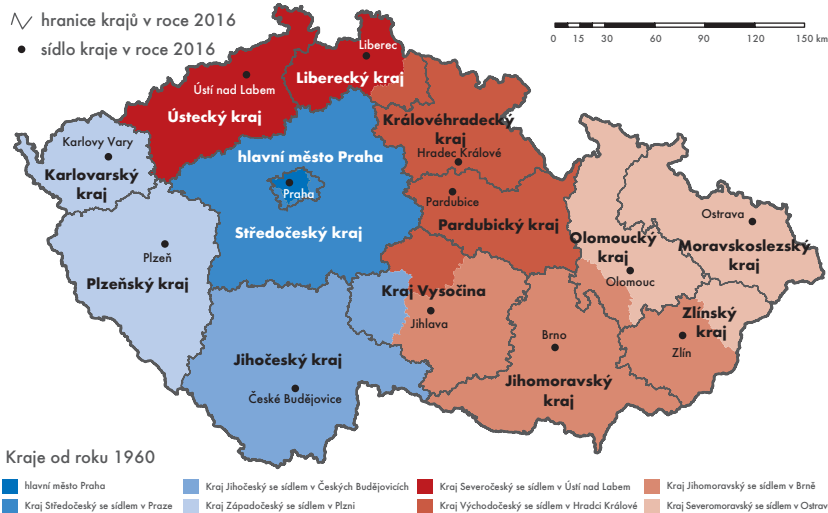 hranice krajů v roce 2016
sídlo kraje v roce 2016
0 15 30 60 90 120 150 km
Liberec
Liberecký kraj
Ústí nad Labem
Ústecký kraj
Královéhradecký
kraj
Hradec Králové
Karlovy Vary
Karlovarský
kraj
hlavní město Praha
Praha
Středočeský kraj
Pardubice
Pardubický kraj
Ostrava
Moravskoslezský
kraj
Olomoucký
kraj
Olomouc
Plzeň
Plzeňský kraj
Kraj Vysočina
Jihlava
Zlínský
kraj
Zlín
Brno
Jihomoravský
kraj
Jihočeský kraj
České Budějovice
Kraje od roku 1960
hlavní město Praha
Kraj Středočeský se sídlem v Praze
Kraj Jihočeský se sídlem v Českých Budějovicích
Kraj Západočeský se sídlem v Plzni
Kraj Severočeský se sídlem v Ústí nad Labem
Kraj Východočeský se sídlem v Hradci Králové
Kraj Jihomoravský se sídlem v Brně
Kraj Severomoravský se sídlem v Ostrav